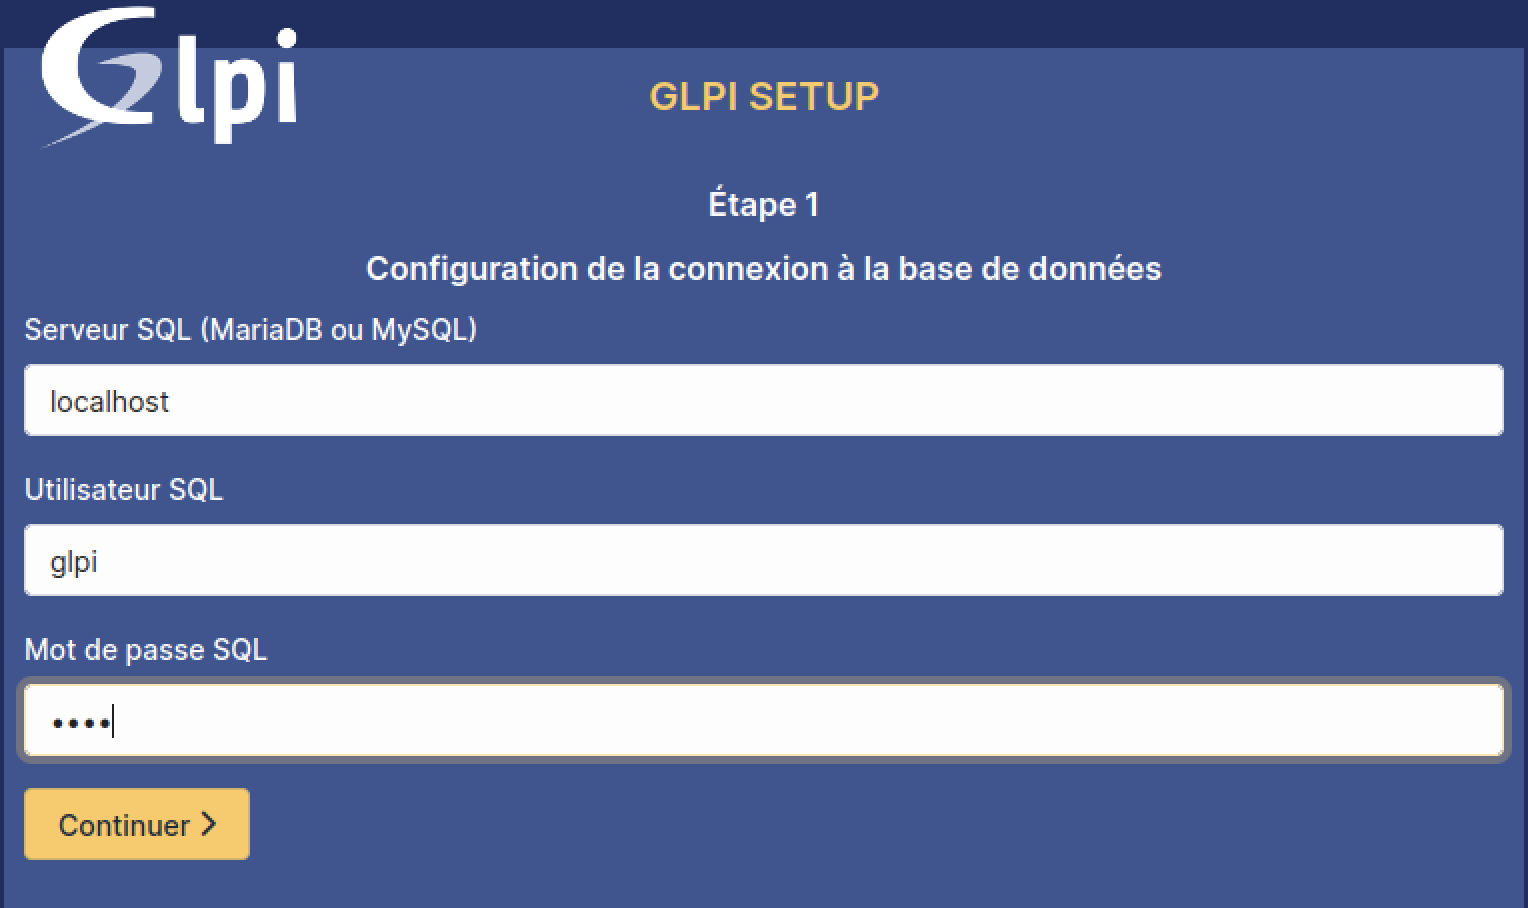 Glpi
GLPI SETUP
Étape 1
Configuration de la connexion à la base de données
Serveur SQL (MariaDB ou MySQL)
localhost
Utilisateur SQL
glpi
Mot de passe SQL
••••
Continuer